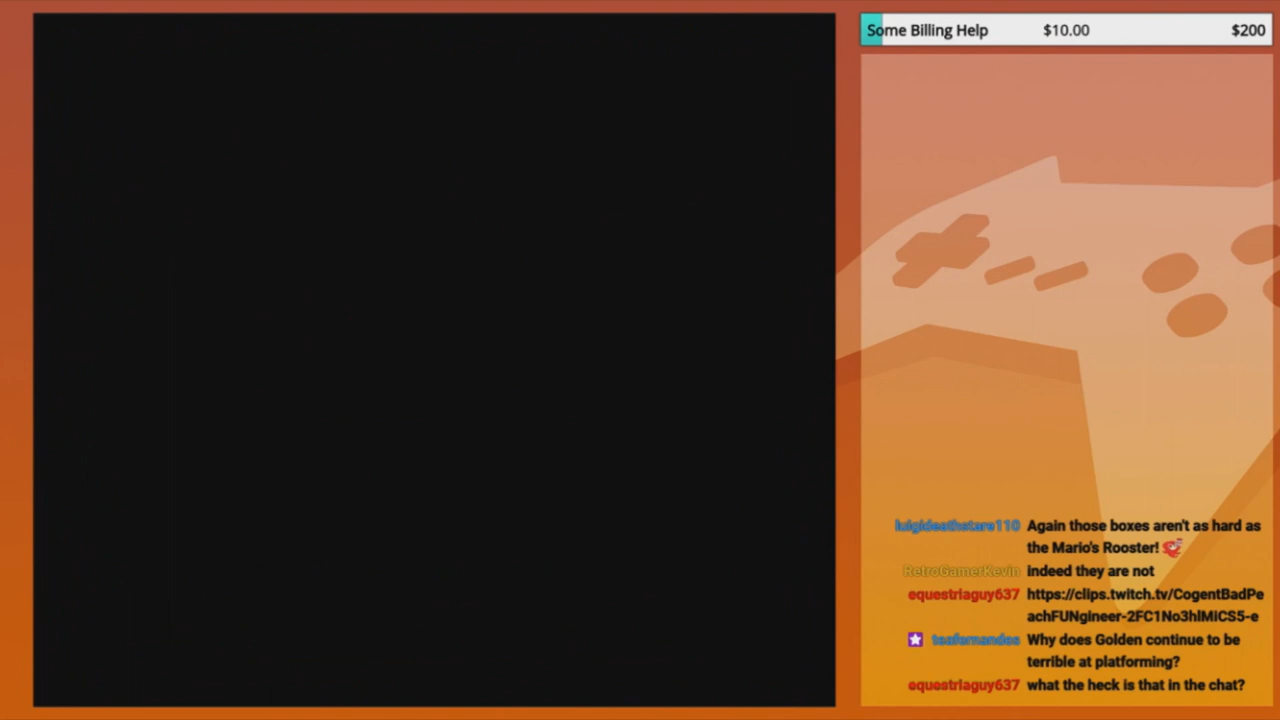 Some Billing Help $10.00 $200
luigideathstare110 Again those boxes aren't as hard as
the Mario's Rooster!
RetroGamerKevin indeed they are not
equestriaguy637 https://clips.twitch.tv/CogentBadPe
achFUNgineer-2FC1No3hlMiCS5-e
teafernandes Why does Golden continue to be
terrible at platforming?
equestriaguy637 what the heck is that in the chat?